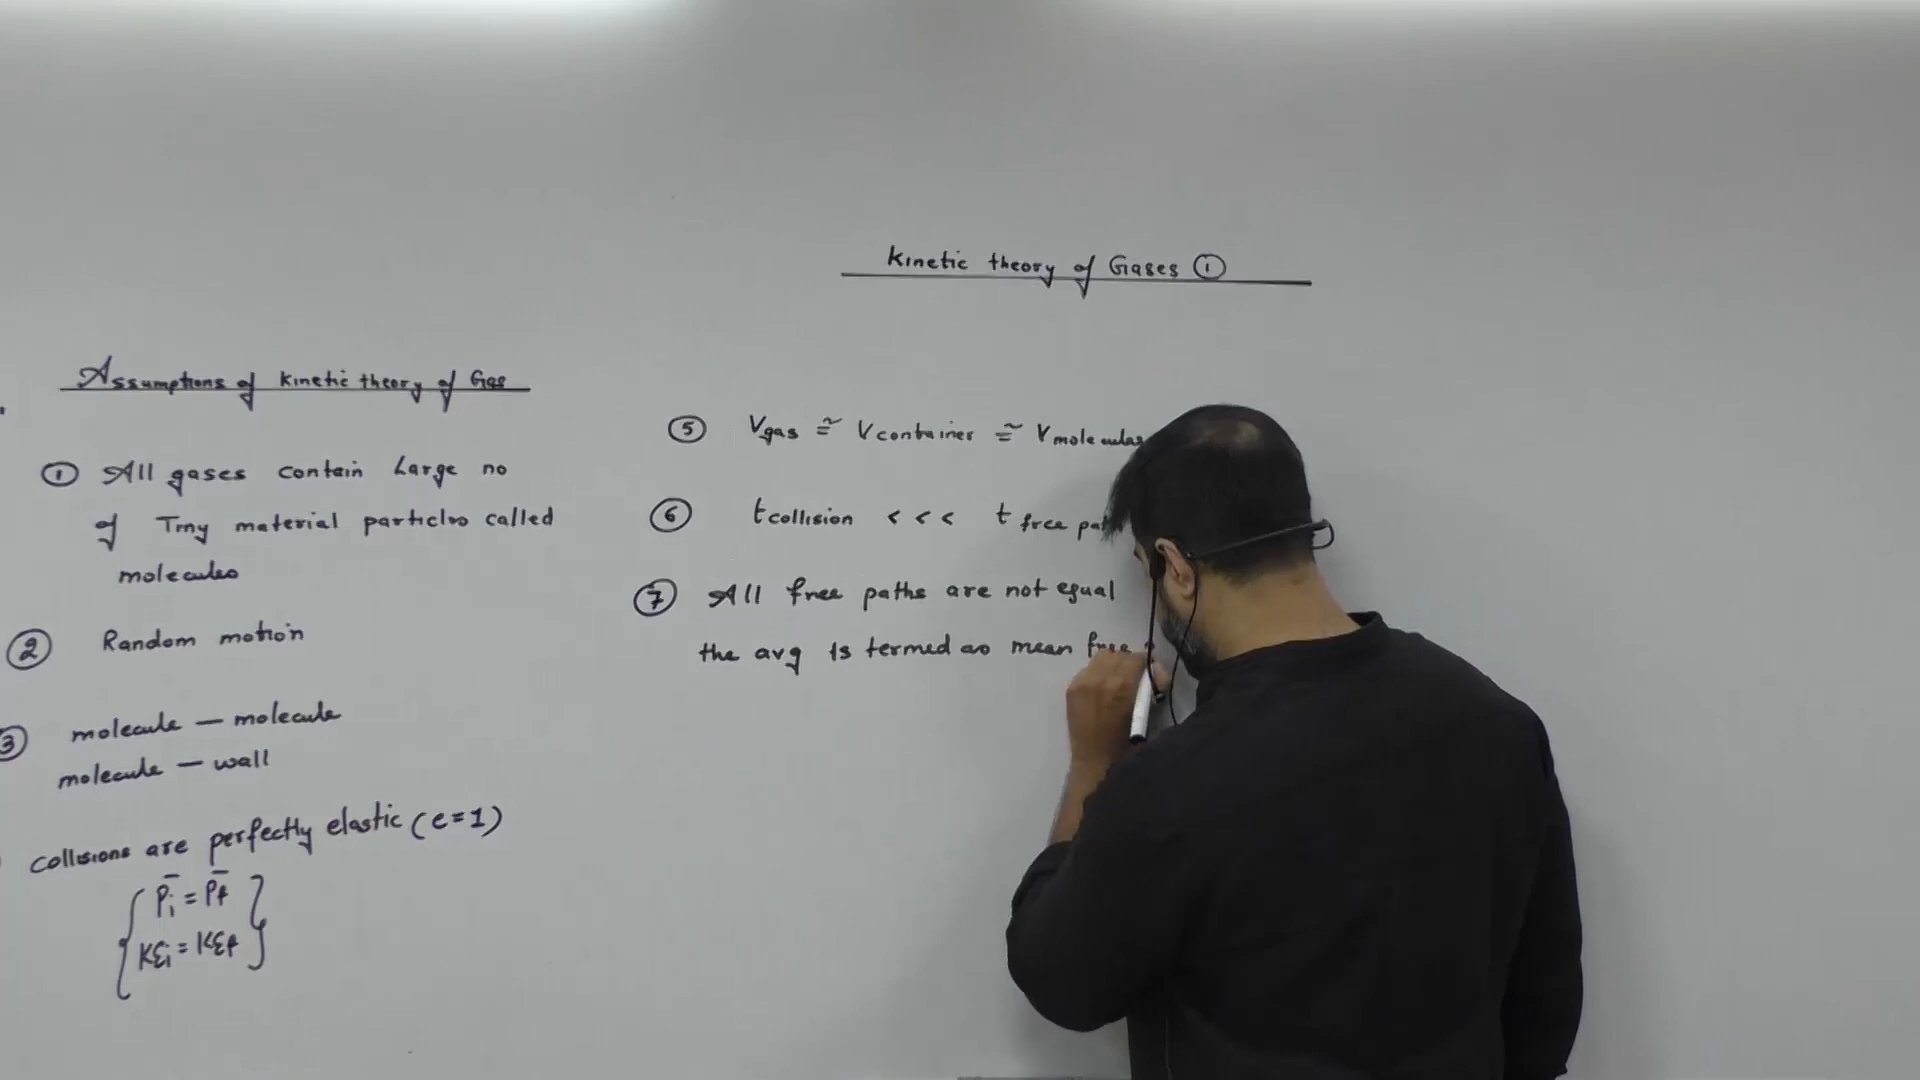 Kinetic theory of Gases ①
Assumptions of kinetic theory of Gas
① All gases contain Large no
of Tiny material particles called
molecules
② Random motion
③ molecule — molecule
molecule — wall
collisions are perfectly elastic (e=1)
P̄i = P̄f
KEi = KEf
⑤ Vgas ≅ Vcontainer ≅ Vmolecular
⑥ tcollision <<< t free pat
⑦ All free paths are not equal
the avg is termed as mean free